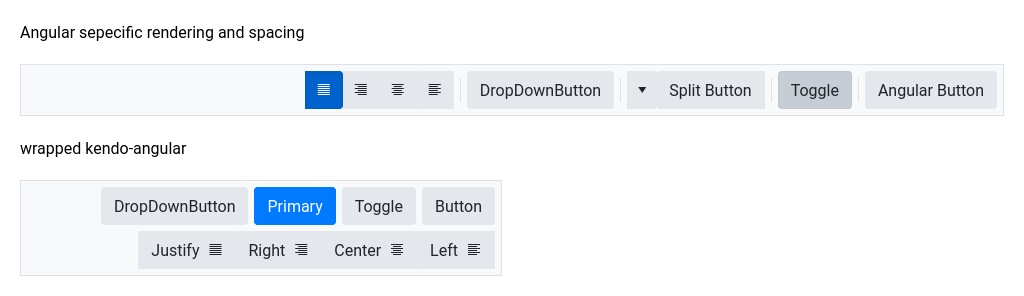 Angular sepecific rendering and spacing
DropDownButton Split Button Toggle Angular Button
wrapped kendo-angular
DropDownButton Primary Toggle Button
Justify Right Center Left